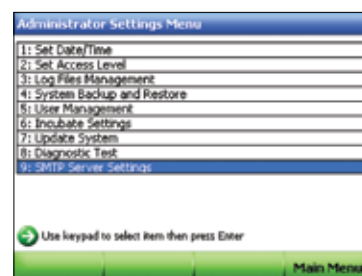 Administrator Settings Menu
1: Set Date/Time
2: Set Access Level
3: Log Files Management
4: System Backup and Restore
5: User Management
6: Incubate Settings
7: Update System
8: Diagnostic Test
9: SMTP Server Settings
Use keypad to select item then press Enter
Main Menu